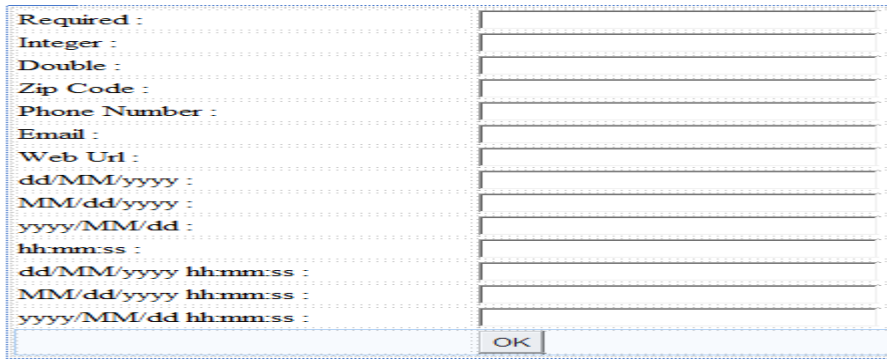 Required :
Integer :
Double :
Zip Code :
Phone Number :
Email :
Web Url :
dd/MM/yyyy :
MM/dd/yyyy :
yyyy/MM/dd :
hh:mm:ss :
dd/MM/yyyy hh:mm:ss :
MM/dd/yyyy hh:mm:ss :
yyyy/MM/dd hh:mm:ss :
OK